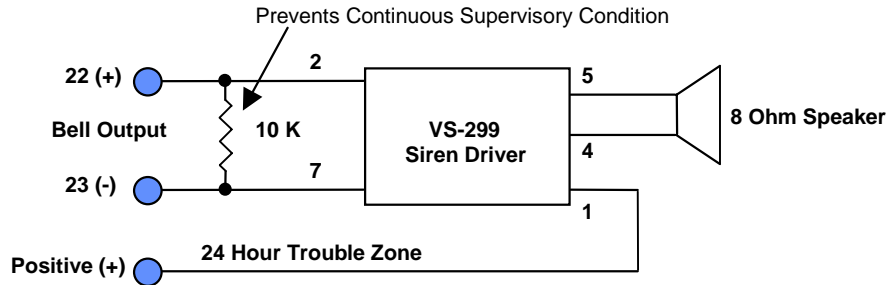 Prevents Continuous Supervisory Condition
22 (+)
2
5
Bell Output
10 K
VS-299
Siren Driver
8 Ohm Speaker
4
23 (-)
7
1
24 Hour Trouble Zone
Positive (+)